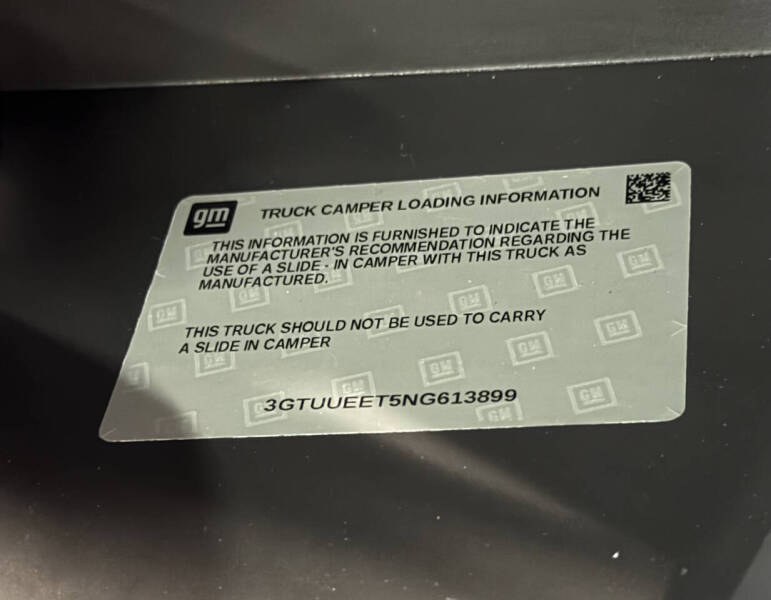 gm
TRUCK CAMPER LOADING INFORMATION
THIS INFORMATION IS FURNISHED TO INDICATE THE
MANUFACTURER'S RECOMMENDATION REGARDING THE
USE OF A SLIDE - IN CAMPER WITH THIS TRUCK AS
MANUFACTURED.
THIS TRUCK SHOULD NOT BE USED TO CARRY
A SLIDE IN CAMPER
3GTUUEET5NG613899